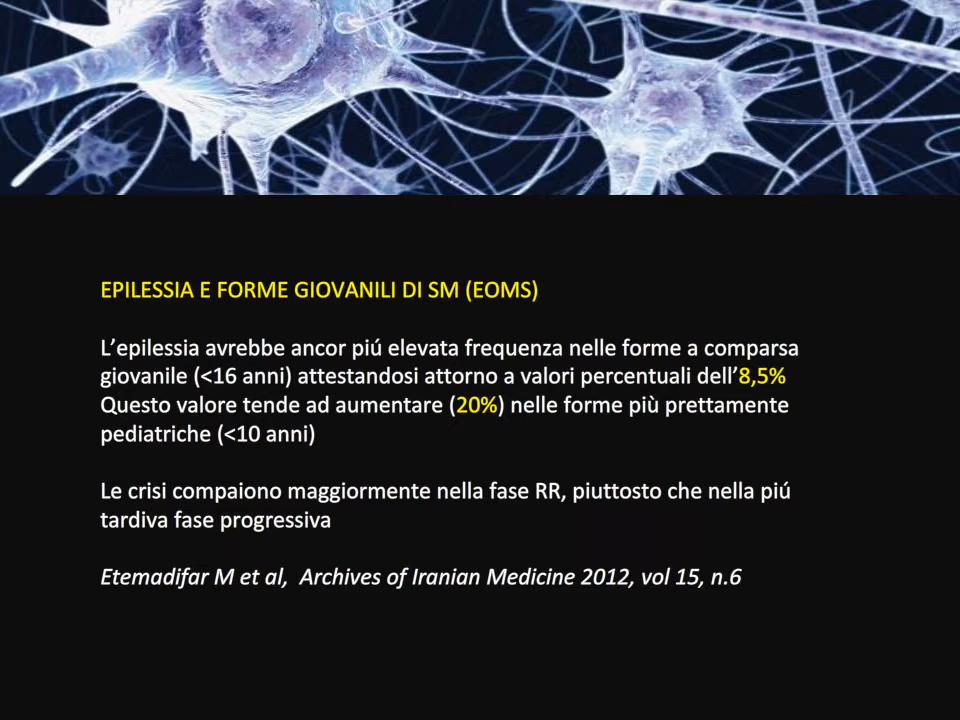 EPILESSIA E FORME GIOVANILI DI SM (EOMS)
L’epilessia avrebbe ancor piú elevata frequenza nelle forme a comparsa
giovanile (<16 anni) attestandosi attorno a valori percentuali dell’8,5%
Questo valore tende ad aumentare (20%) nelle forme più prettamente
pediatriche (<10 anni)
Le crisi compaiono maggiormente nella fase RR, piuttosto che nella piú
tardiva fase progressiva
Etemadifar M et al,  Archives of Iranian Medicine 2012, vol 15, n.6